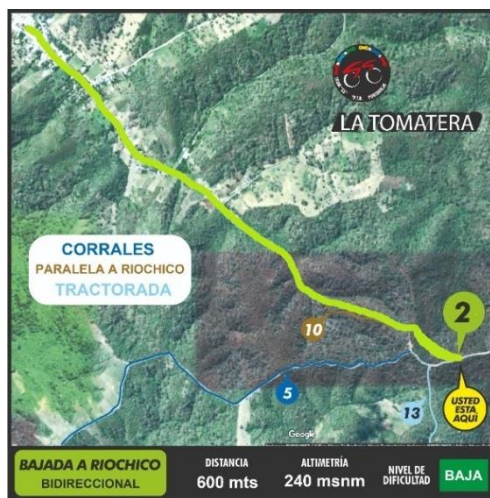 LA TOMATERA
CORRALES
PARALELA A RIOCHICO
TRACTORADA
2
10
5
13
USTED
ESTA
AQUÍ
Google
BAJADA A RIOCHICO
BIDIRECCIONAL
DISTANCIA
600 mts
ALTIMETRÍA
240 msnm
NIVEL DE
DIFICULTAD
BAJA